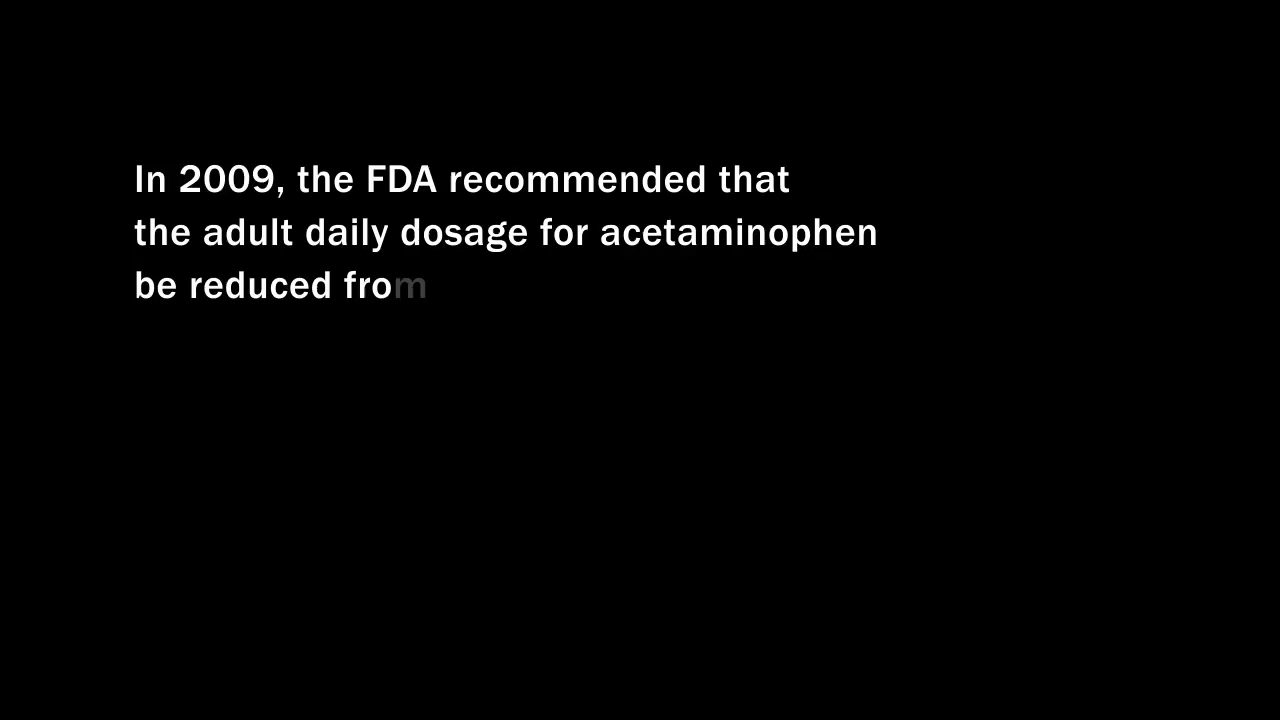 In 2009, the FDA recommended that
the adult daily dosage for acetaminophen
be reduced from